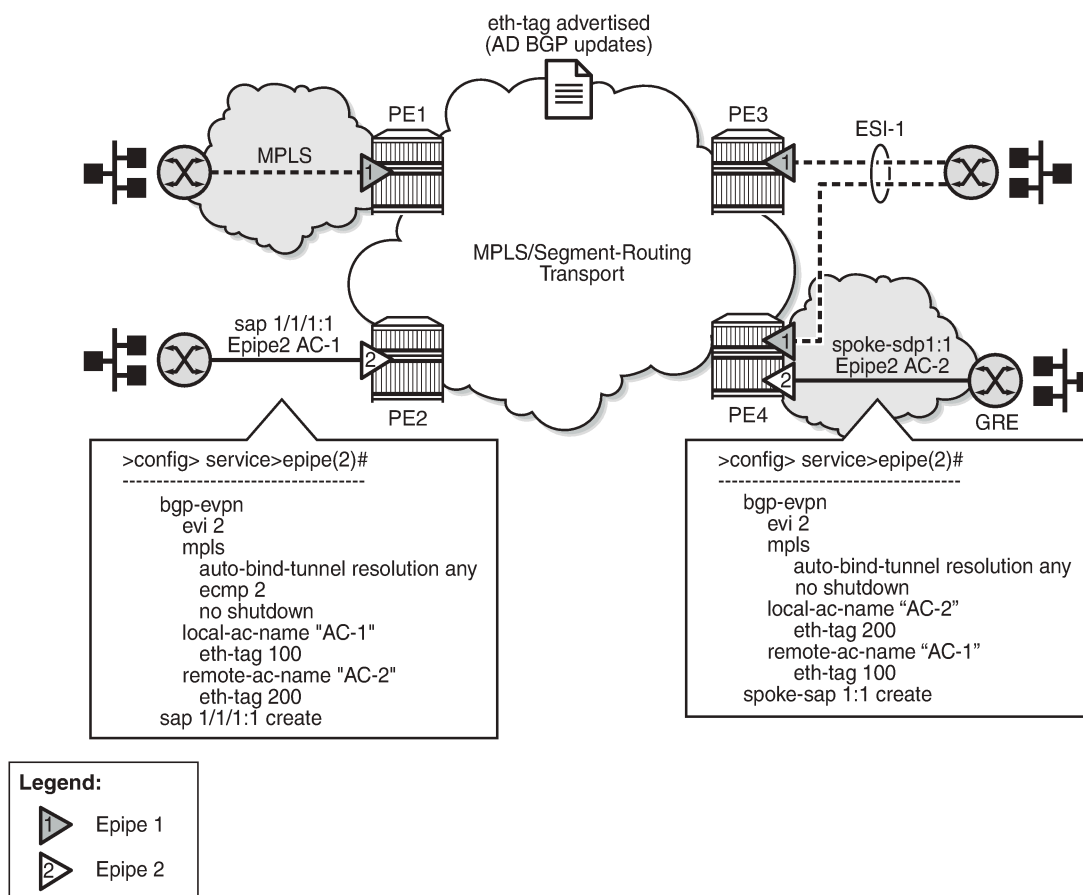 eth-tag advertised
(AD BGP updates)
PE1
PE3
ESI-1
MPLS
1
1
MPLS/Segment-Routing
Transport
sap 1/1/1:1
Epipe2 AC-1
2
1
spoke-sdp1:1
Epipe2 AC-2
2
PE2
PE4
GRE
>config> service>epipe(2)#
-----------------------------------
bgp-evpn
evi 2
mpls
auto-bind-tunnel resolution any
ecmp 2
no shutdown
local-ac-name "AC-1"
eth-tag 100
remote-ac-name "AC-2"
eth-tag 200
sap 1/1/1:1 create
>config> service>epipe(2)#
-----------------------------------
bgp-evpn
evi 2
mpls
auto-bind-tunnel resolution any
no shutdown
local-ac-name “AC-2”
eth-tag 200
remote-ac-name “AC-1”
eth-tag 100
spoke-sap 1:1 create
Legend:
1 Epipe 1
2 Epipe 2